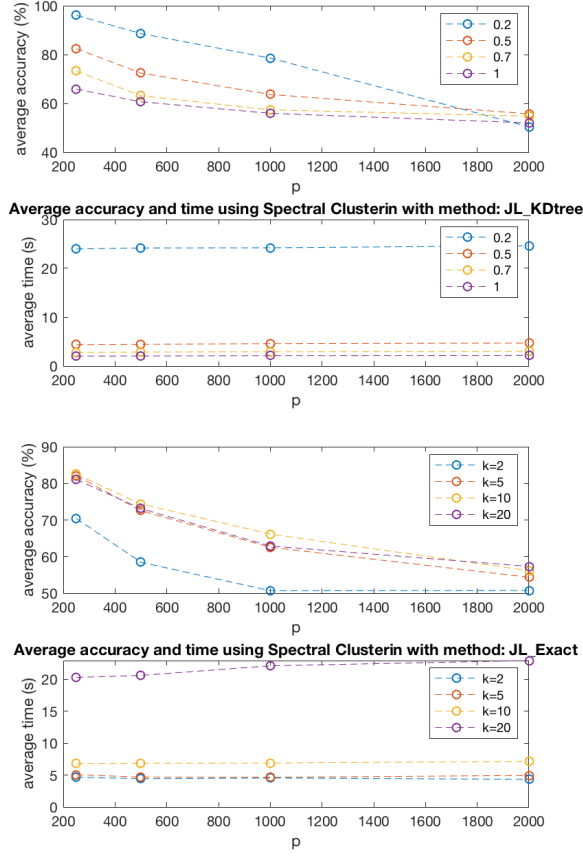 average accuracy (%)
100
80
60
40
0.2
0.5
0.7
1
200 400 600 800 1000 1200 1400 1600 1800 2000
p
Average accuracy and time using Spectral Clusterin with method: JL_KDtree
average time (s)
30
20
10
0
0.2
0.5
0.7
1
200 400 600 800 1000 1200 1400 1600 1800 2000
p
average accuracy (%)
90
80
70
60
50
k=2
k=5
k=10
k=20
200 400 600 800 1000 1200 1400 1600 1800 2000
p
Average accuracy and time using Spectral Clusterin with method: JL_Exact
average time (s)
20
15
10
5
0
k=2
k=5
k=10
k=20
200 400 600 800 1000 1200 1400 1600 1800 2000
p